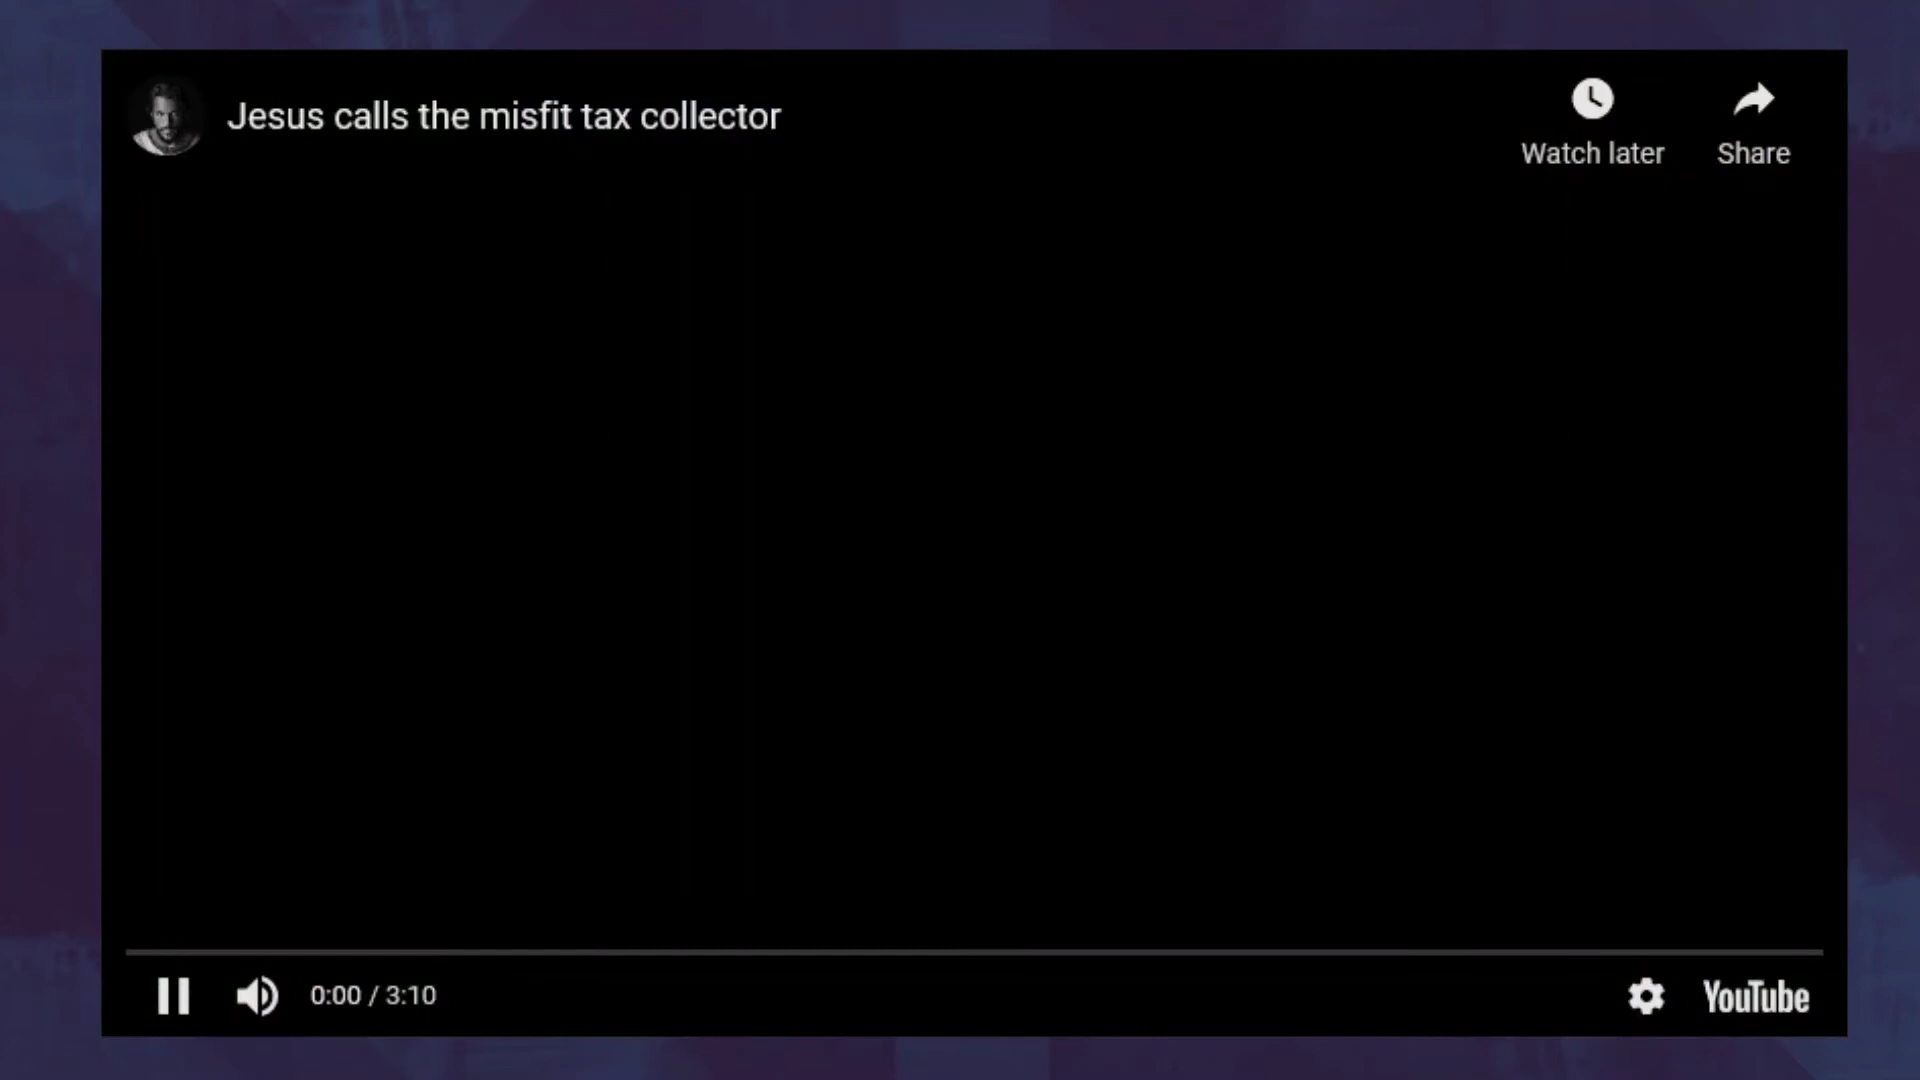 Jesus calls the misfit tax collector
Watch later
Share
0:00 / 3:10
YouTube